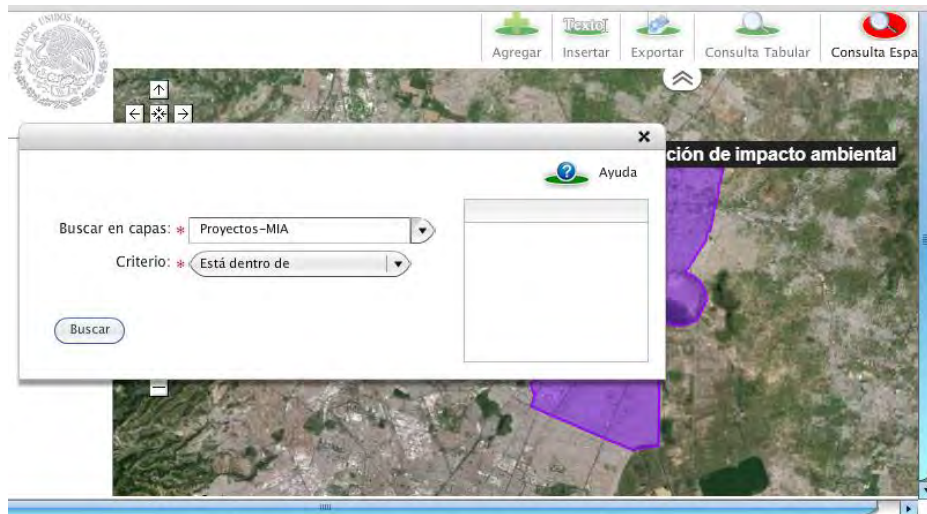 ESTADOS UNIDOS MEXICANOS
Texto
Agregar Insertar Exportar Consulta Tabular Consulta Espa
ción de impacto ambiental
Ayuda
Buscar en capas: * Proyectos-MIA
Criterio: * Está dentro de
Buscar